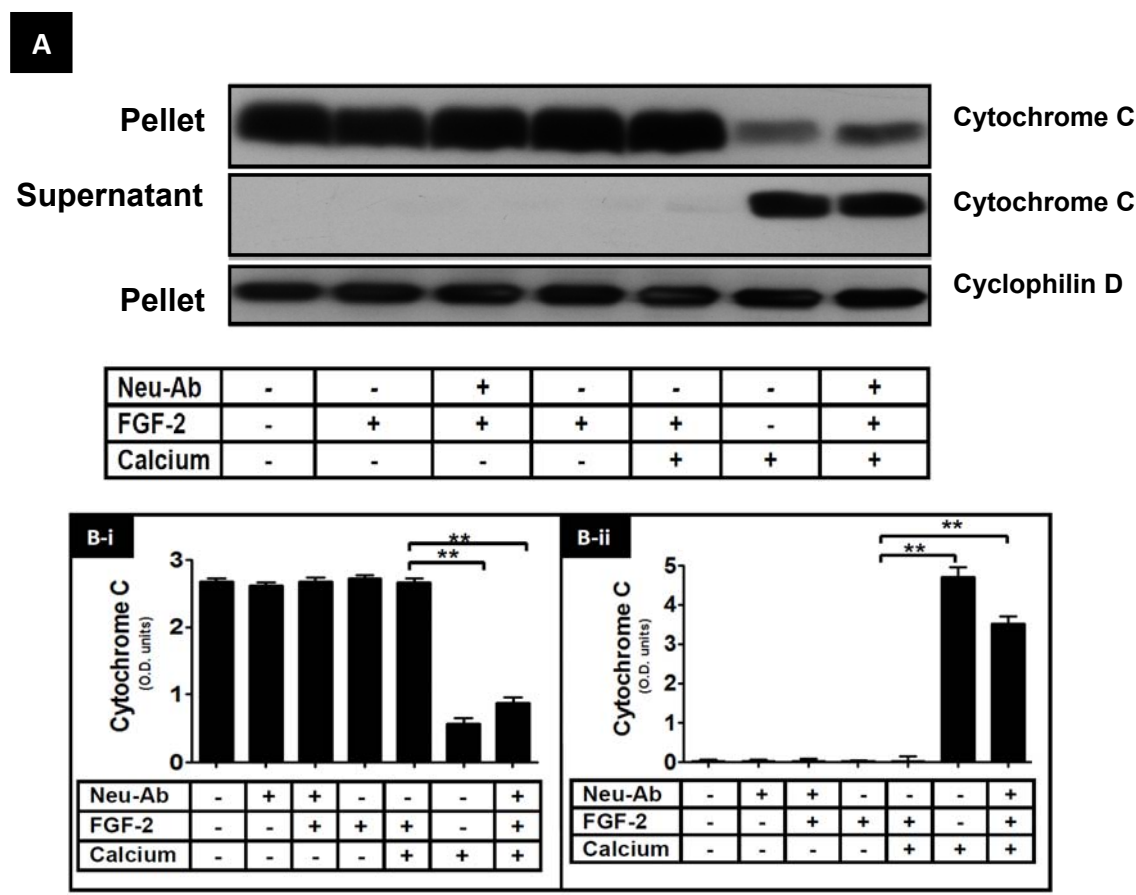 A
Pellet Cytochrome C
Supernatant Cytochrome C
Pellet Cyclophilin D
Neu-Ab - - + - - - +
FGF-2 - + + + + - +
Calcium - - - - + + +
B-i
** 
**
3
2
1
0
Cytochrome C
(O.D. units)
Neu-Ab - + + - - - +
FGF-2 - - + + + - +
Calcium - - - - + + +
B-ii
**
**
5
4
3
2
1
0
Cytochrome C
(O.D. units)
Neu-Ab - + + - - - +
FGF-2 - - + + + - +
Calcium - - - - + + +